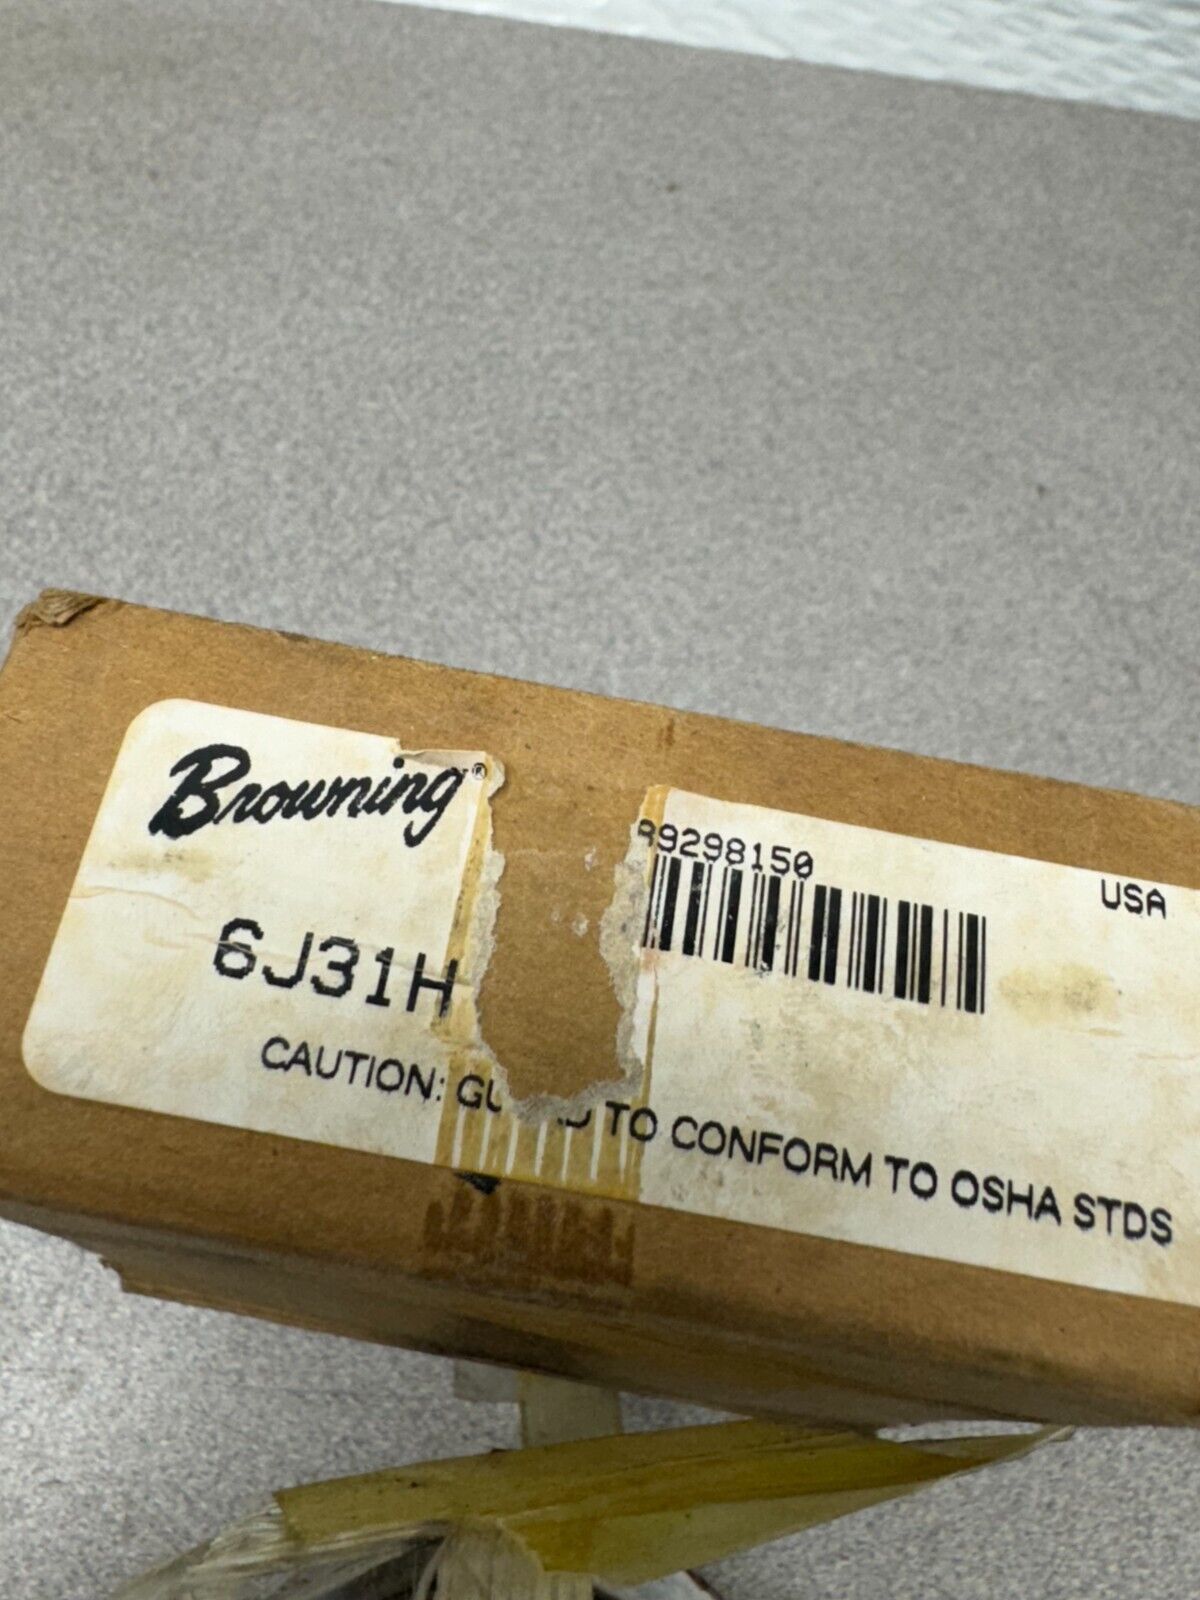 Browning®
89298150
USA
6J31H
CAUTION: TO CONFORM TO OSHA STDS